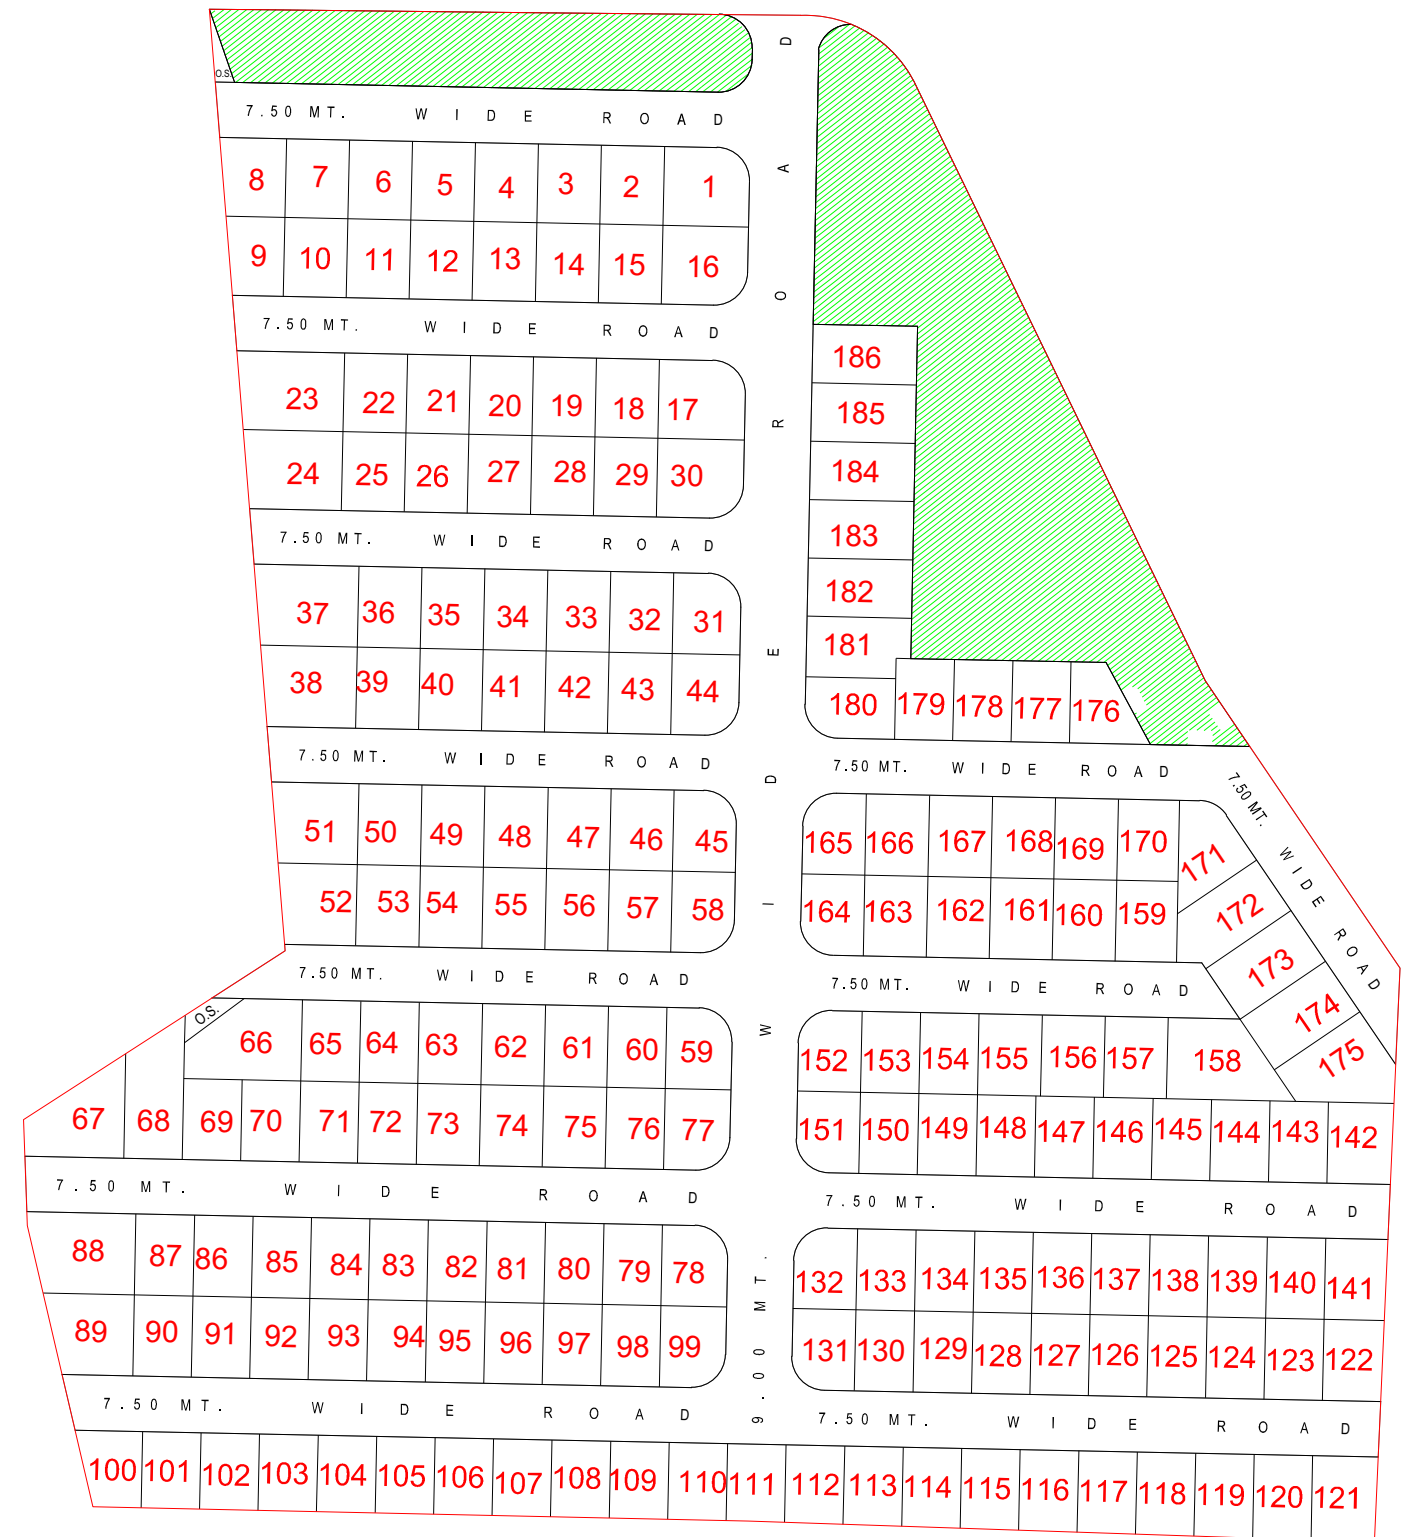 O.S.
7.50 MT. WIDE ROAD
8 7 6 5 4 3 2 1
9 10 11 12 13 14 15 16
7.50 MT. WIDE ROAD
23 22 21 20 19 18 17
24 25 26 27 28 29 30
7.50 MT. WIDE ROAD
37 36 35 34 33 32 31
38 39 40 41 42 43 44
7.50 MT. WIDE ROAD
51 50 49 48 47 46 45
52 53 54 55 56 57 58
7.50 MT. WIDE ROAD
O.S.
66 65 64 63 62 61 60 59
67 68 69 70 71 72 73 74 75 76 77
7.50 MT. WIDE ROAD
88 87 86 85 84 83 82 81 80 79 78
89 90 91 92 93 94 95 96 97 98 99
7.50 MT. WIDE ROAD
9.00 MT. WIDE ROAD
186
185
184
183
182
181
180 179 178 177 176
7.50 MT. WIDE ROAD
7.50 MT. WIDE ROAD
165 166 167 168 169 170
171
172
173
174
175
164 163 162 161 160 159
7.50 MT. WIDE ROAD
152 153 154 155 156 157 158
151 150 149 148 147 146 145 144 143 142
7.50 MT. WIDE ROAD
132 133 134 135 136 137 138 139 140 141
131 130 129 128 127 126 125 124 123 122
7.50 MT. WIDE ROAD
100 101 102 103 104 105 106 107 108 109 110 111 112 113 114 115 116 117 118 119 120 121